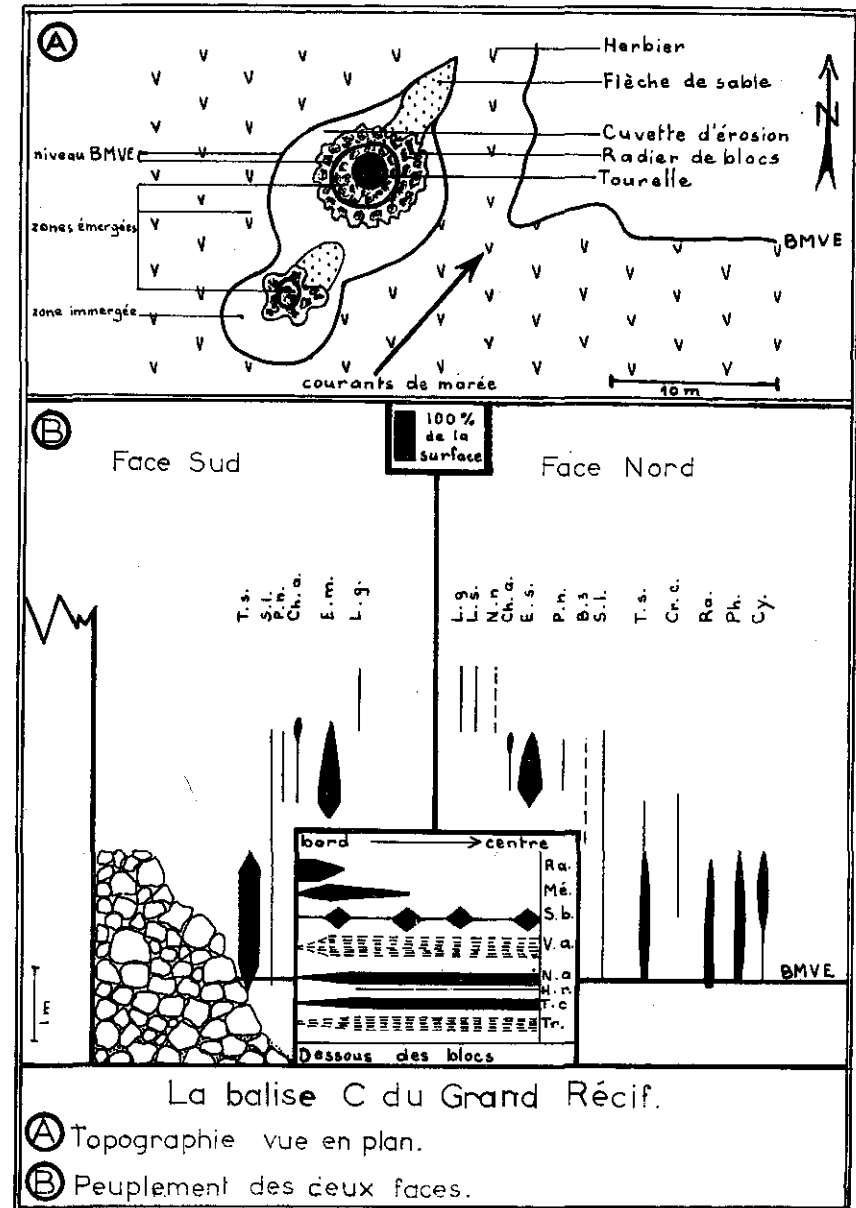 A
Herbier
Flèche de sable
Cuvette d'érosion
Radier de blocs
Tourelle
N
niveau BMVE
zones émergées
zone immergée
BMVE
courants de marée
10 m
B
100 %
de la
surface
Face Sud
Face Nord
T.s.
S.l.
P.n.
Ch.a.
E.m.
L.g.
L.g
L.s.
N.n
Ch.a.
E.s.
P.n.
B.s
S.l.
T.s.
Cr.c.
Ra.
Ph.
Cy.
bord
centre
Ra.
Mé.
S.b.
V.a.
N.a
H.r.
T.c
Tr.
Dessous des blocs
BMVE
1m
La balise C du Grand Récif.
A Topographie vue en plan.
B Peuplement des deux faces.